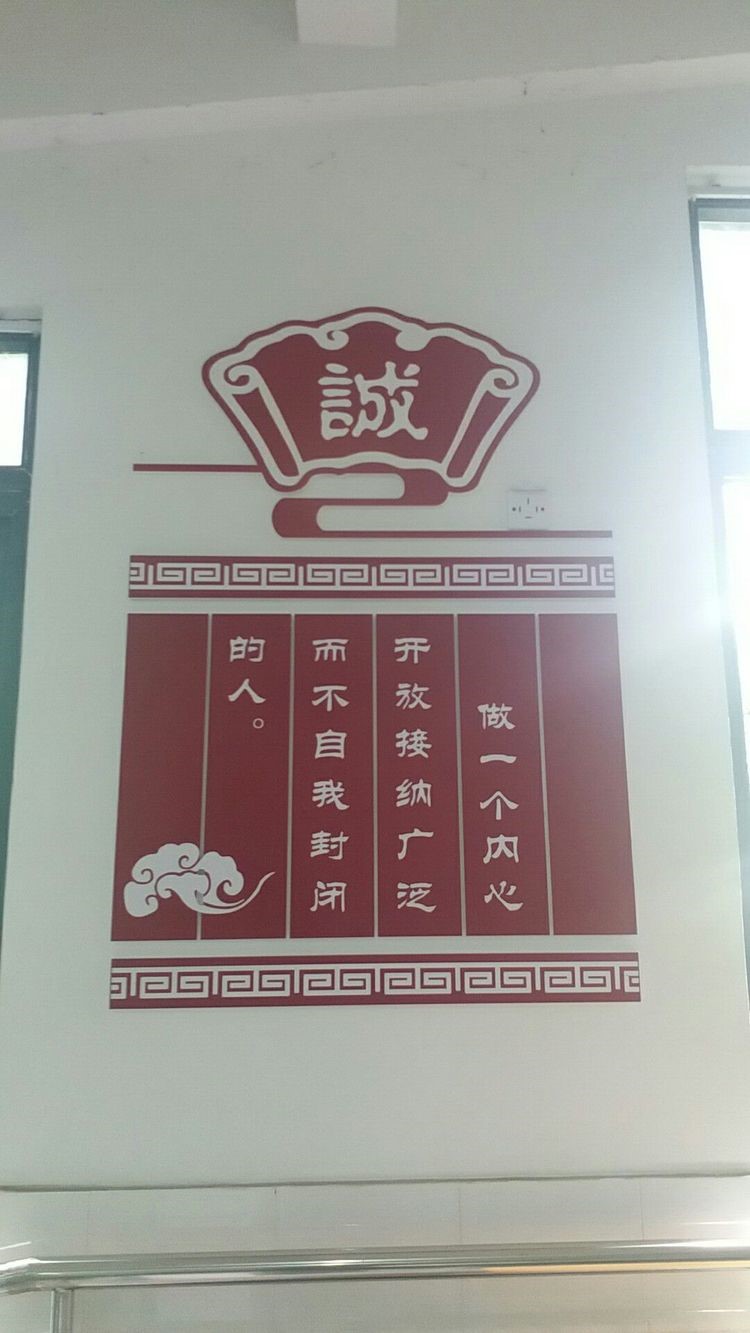 誠
做一个内心
开放接纳广泛
而不自我封闭
的人。